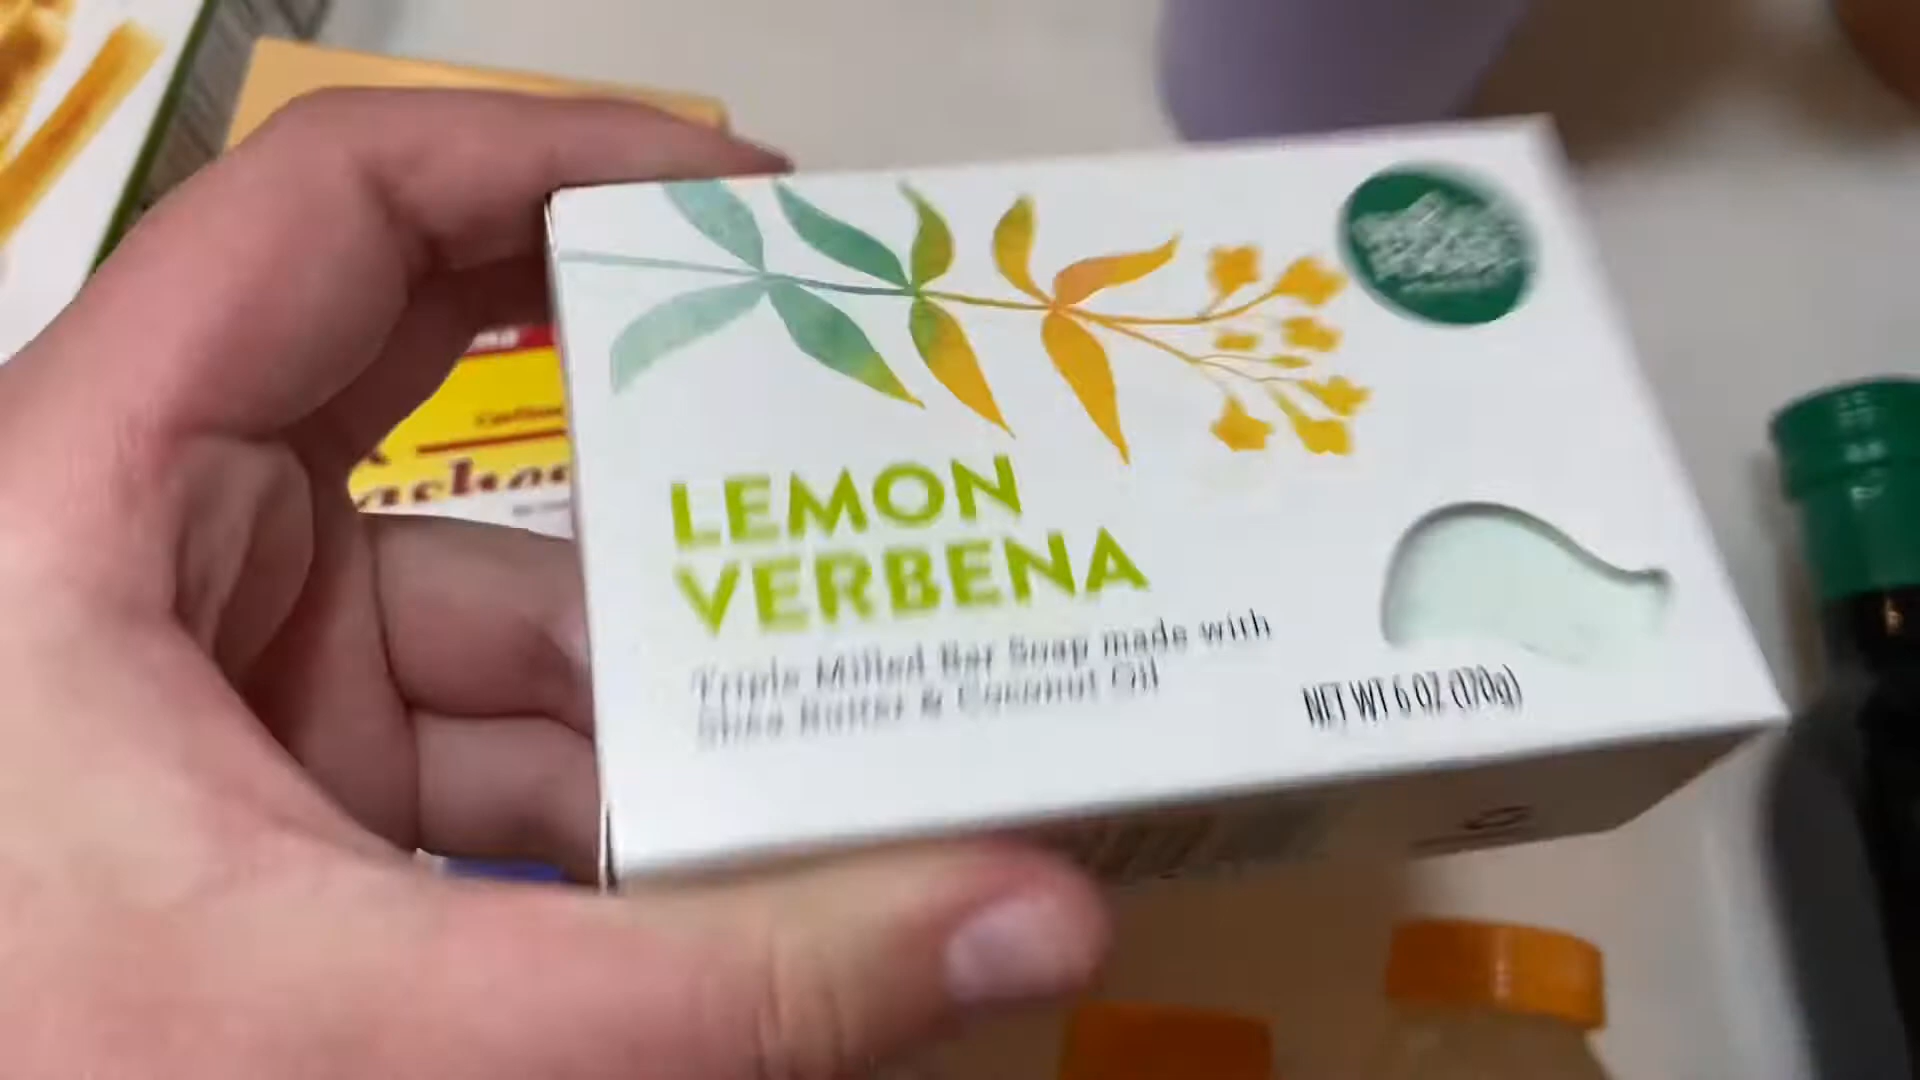 LEMON
VERBENA
Triple Milled Bar Soap made with
Shea Butter & Coconut Oil
NET WT 6 OZ (170g)